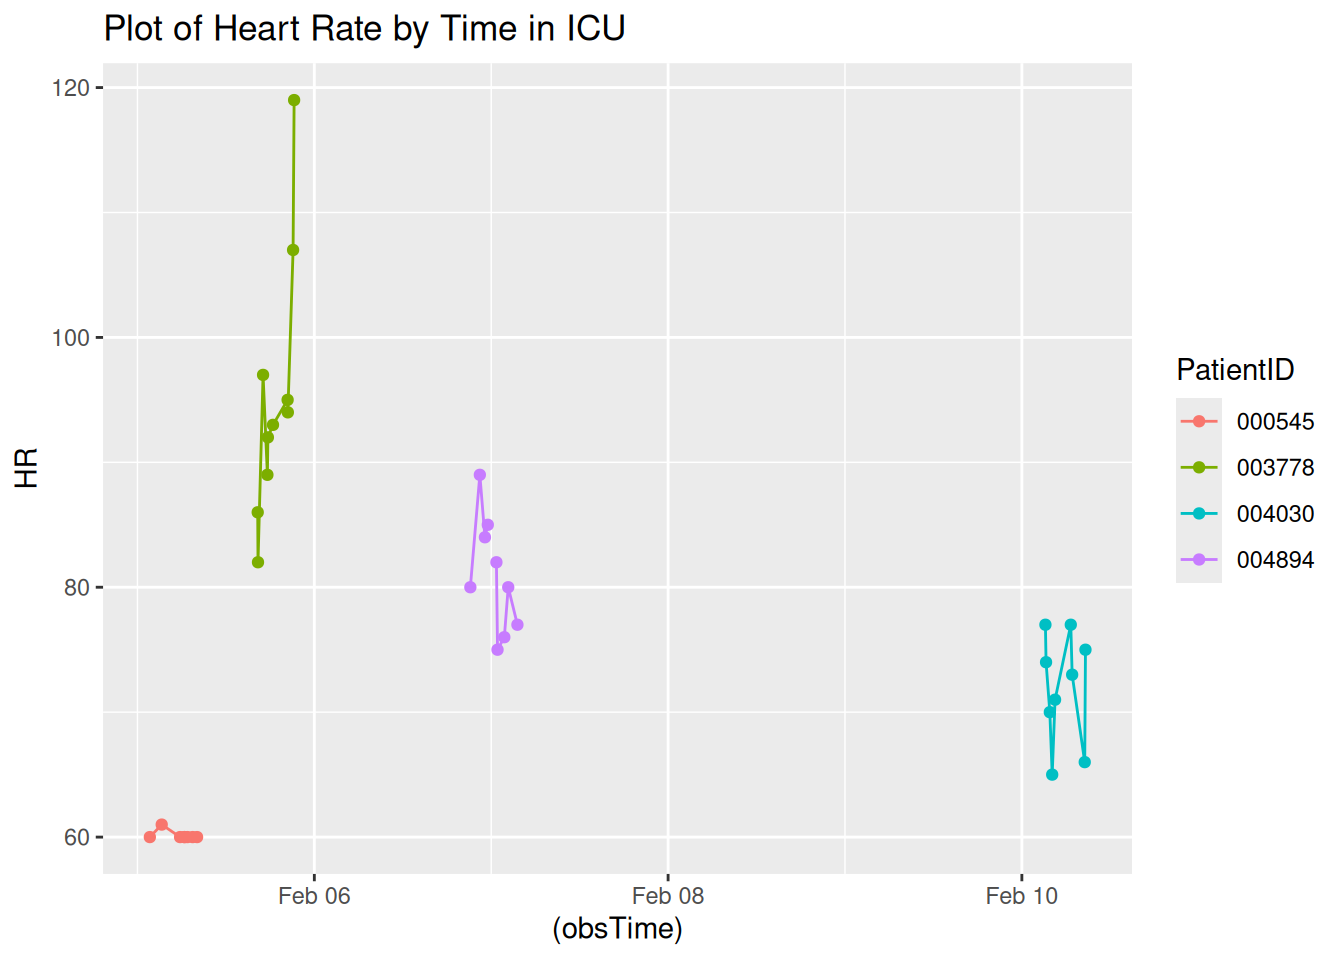 Plot of Heart Rate by Time in ICU
120
100
80
60
HR
Feb 06
Feb 08
Feb 10
(obsTime)
PatientID
000545
003778
004030
004894